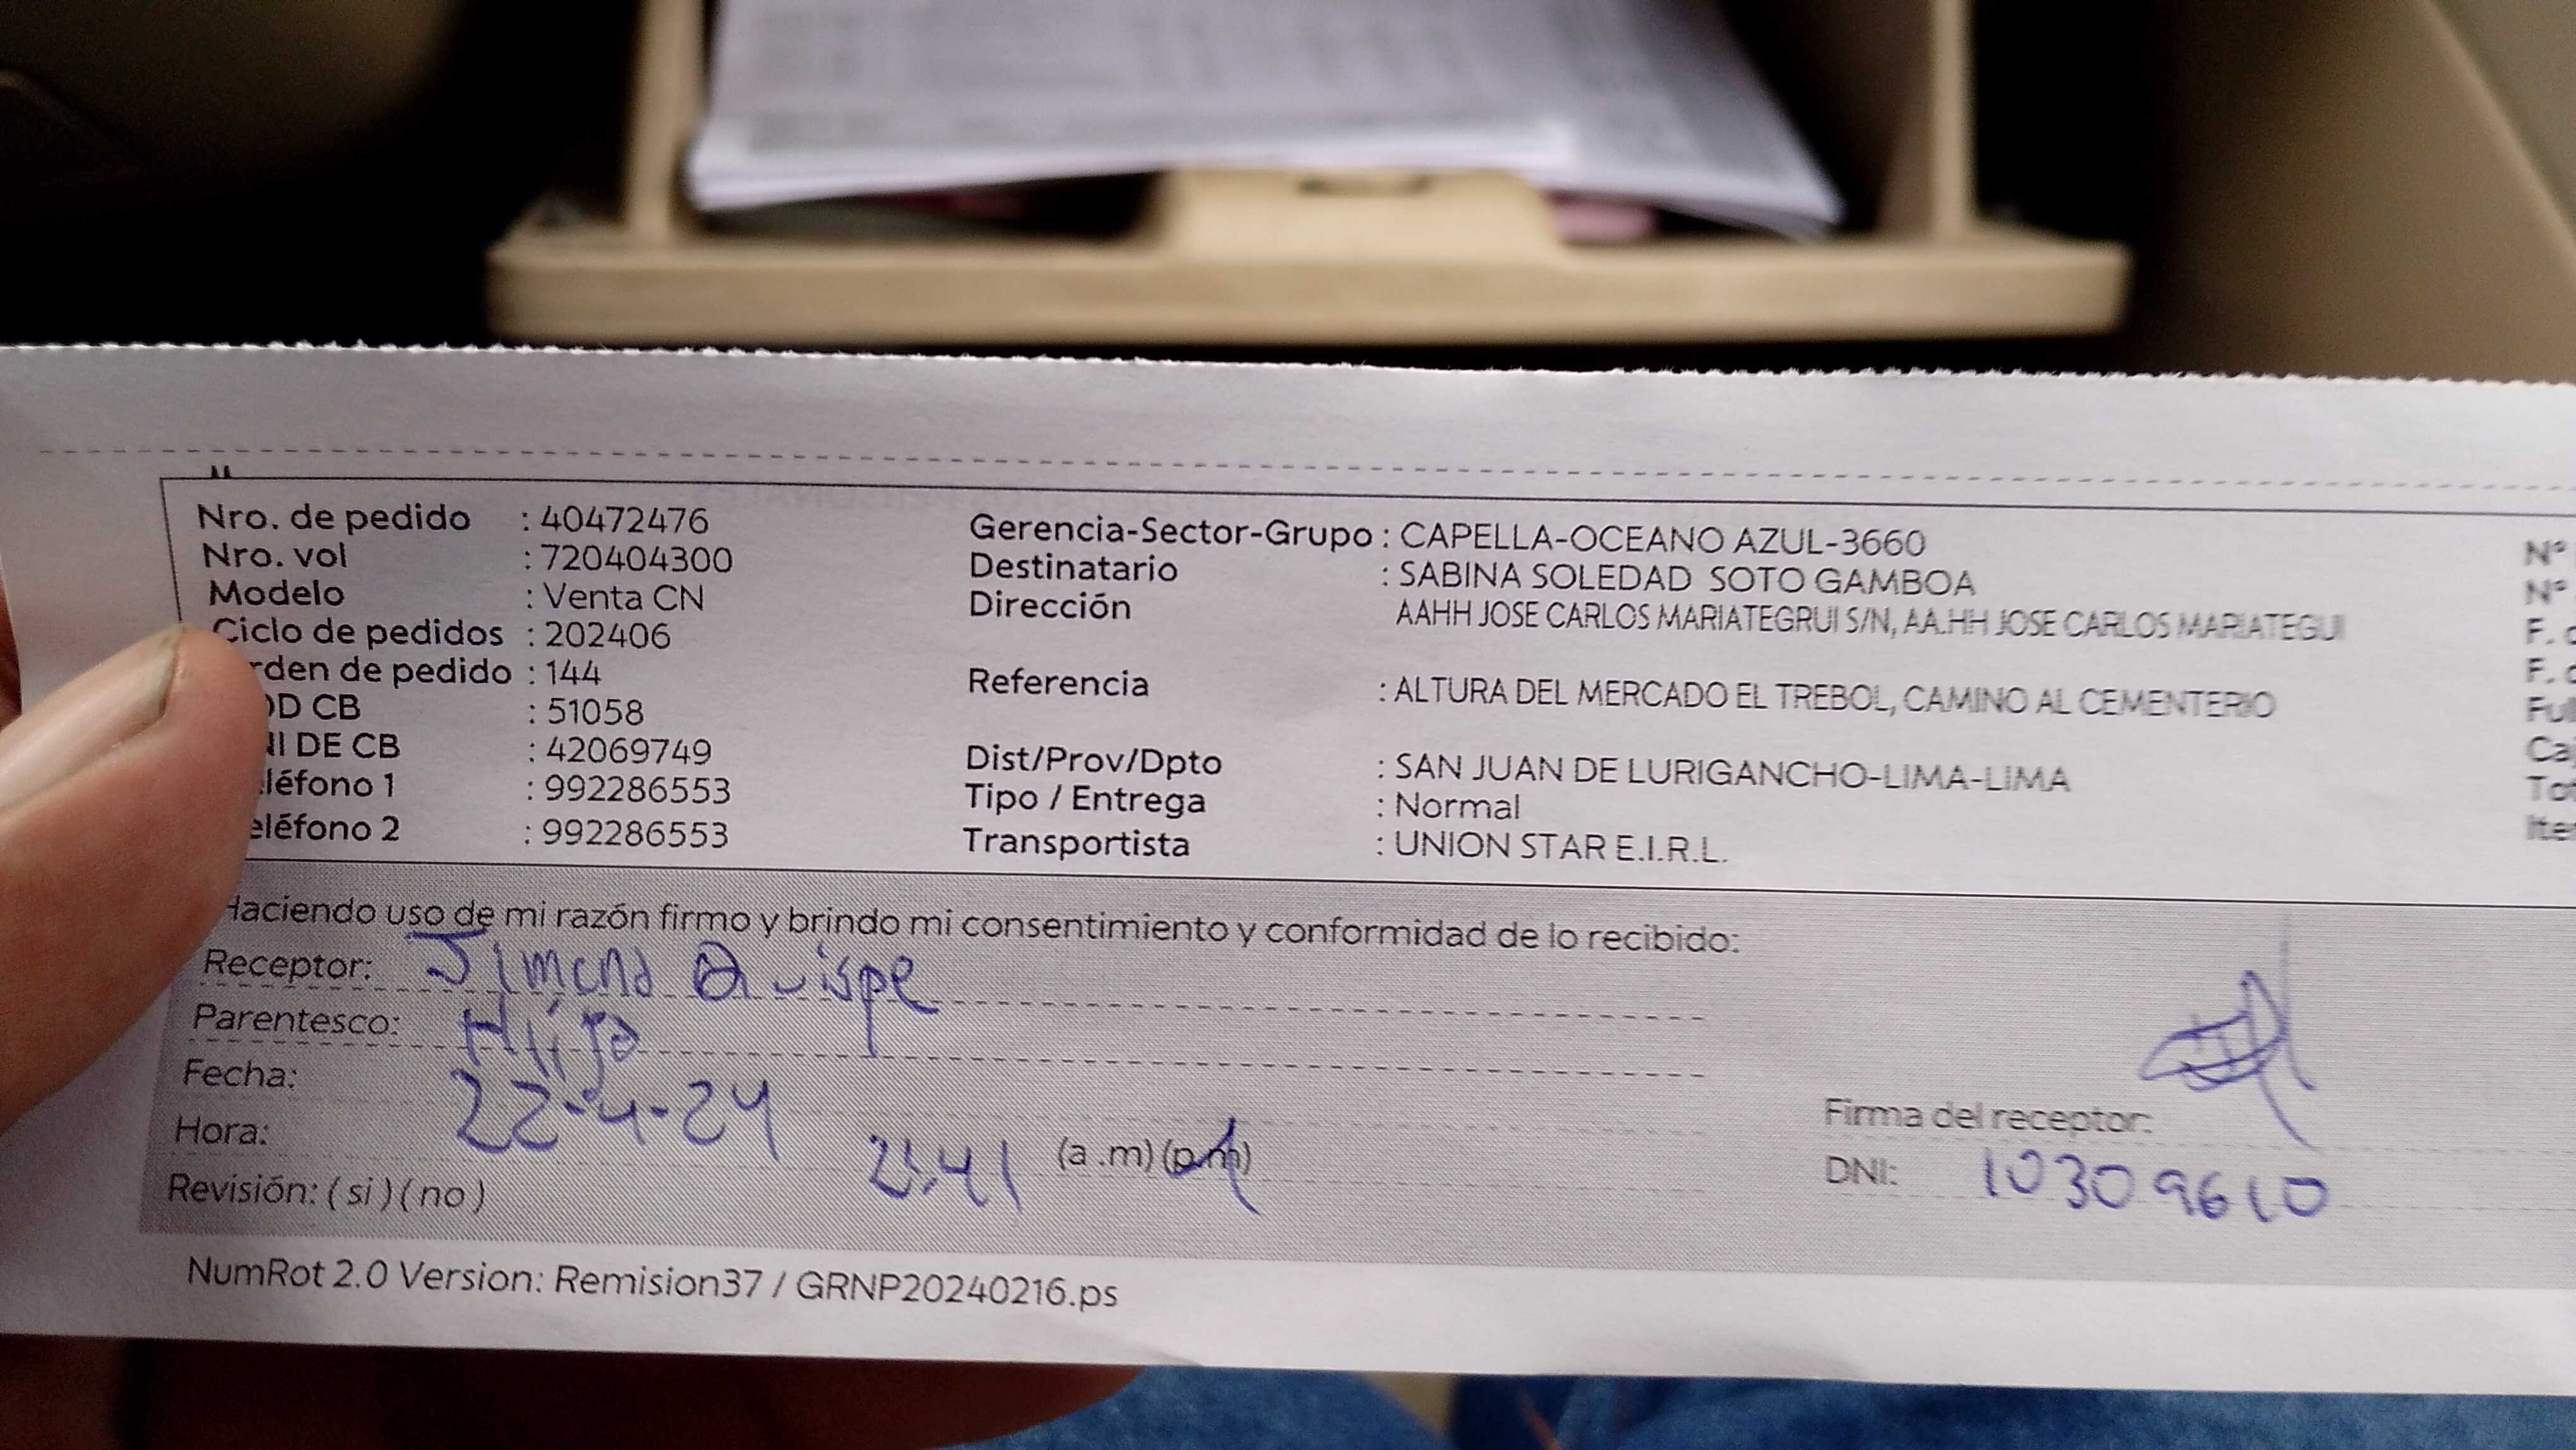 Nro. de pedido : 40472476
Nro. vol : 720404300
Modelo : Venta CN
Ciclo de pedidos : 202406
rden de pedido : 144
D CB : 51058
NI DE CB : 42069749
léfono 1 : 992286553
eléfono 2 : 992286553
Gerencia-Sector-Grupo : CAPELLA-OCEANO AZUL-3660
Destinatario : SABINA SOLEDAD SOTO GAMBOA
Dirección AAHH JOSE CARLOS MARIATEGRUI S/N, AA.HH JOSE CARLOS MARIATEGUI
Referencia : ALTURA DEL MERCADO EL TREBOL, CAMINO AL CEMENTERIO
Dist/Prov/Dpto : SAN JUAN DE LURIGANCHO-LIMA-LIMA
Tipo / Entrega : Normal
Transportista : UNION STAR E.I.R.L.
N°
N°
F.
F.
Haciendo uso de mi razón firmo y brindo mi consentimiento y conformidad de lo recibido:
Receptor: Jimena Quispe
Parentesco: Hija
Fecha: 22-4-24
Hora: (a.m) (p.m)
Revisión: ( si ) ( no )
Firma del receptor:
DNI: 10309610
NumRot 2.0 Version: Remision37 / GRNP20240216.ps